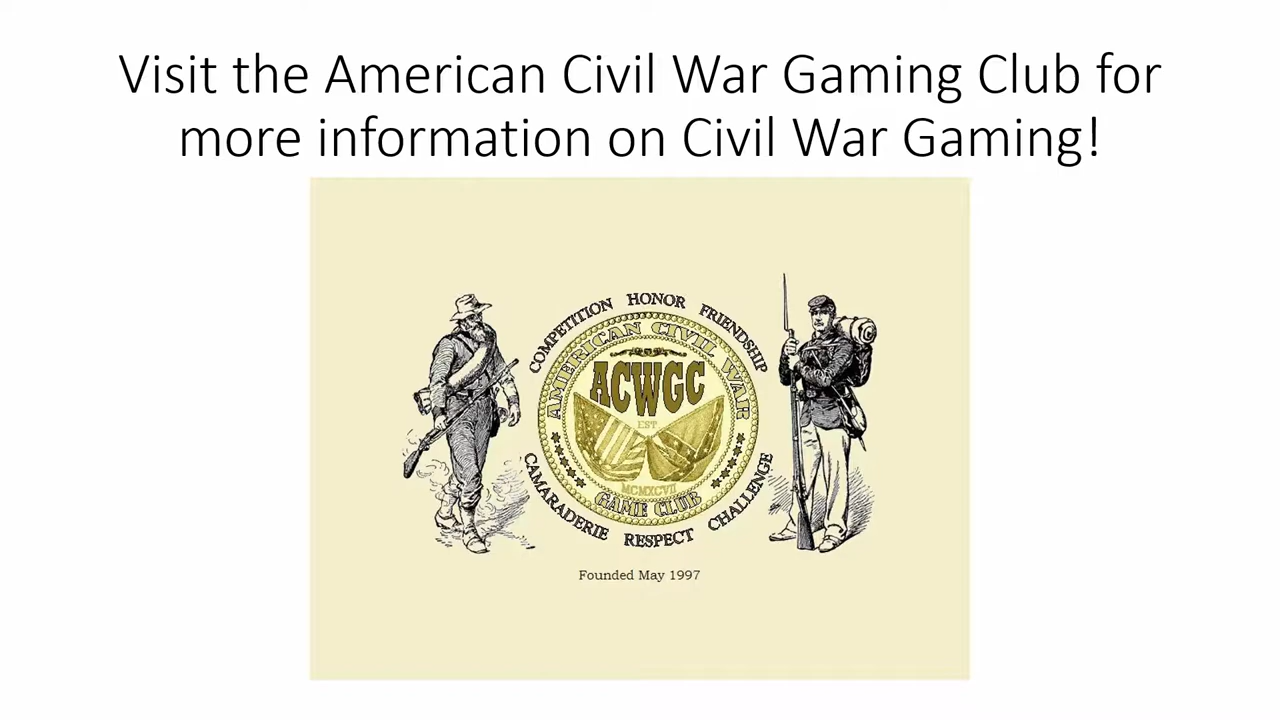 Visit the American Civil War Gaming Club for
more information on Civil War Gaming!
COMPETITION HONOR FRIENDSHIP
AMERICAN CIVIL WAR
ACWGC
EST
MCMXCVII
GAME CLUB
CAMARADERIE RESPECT CHALLENGE
Founded May 1997